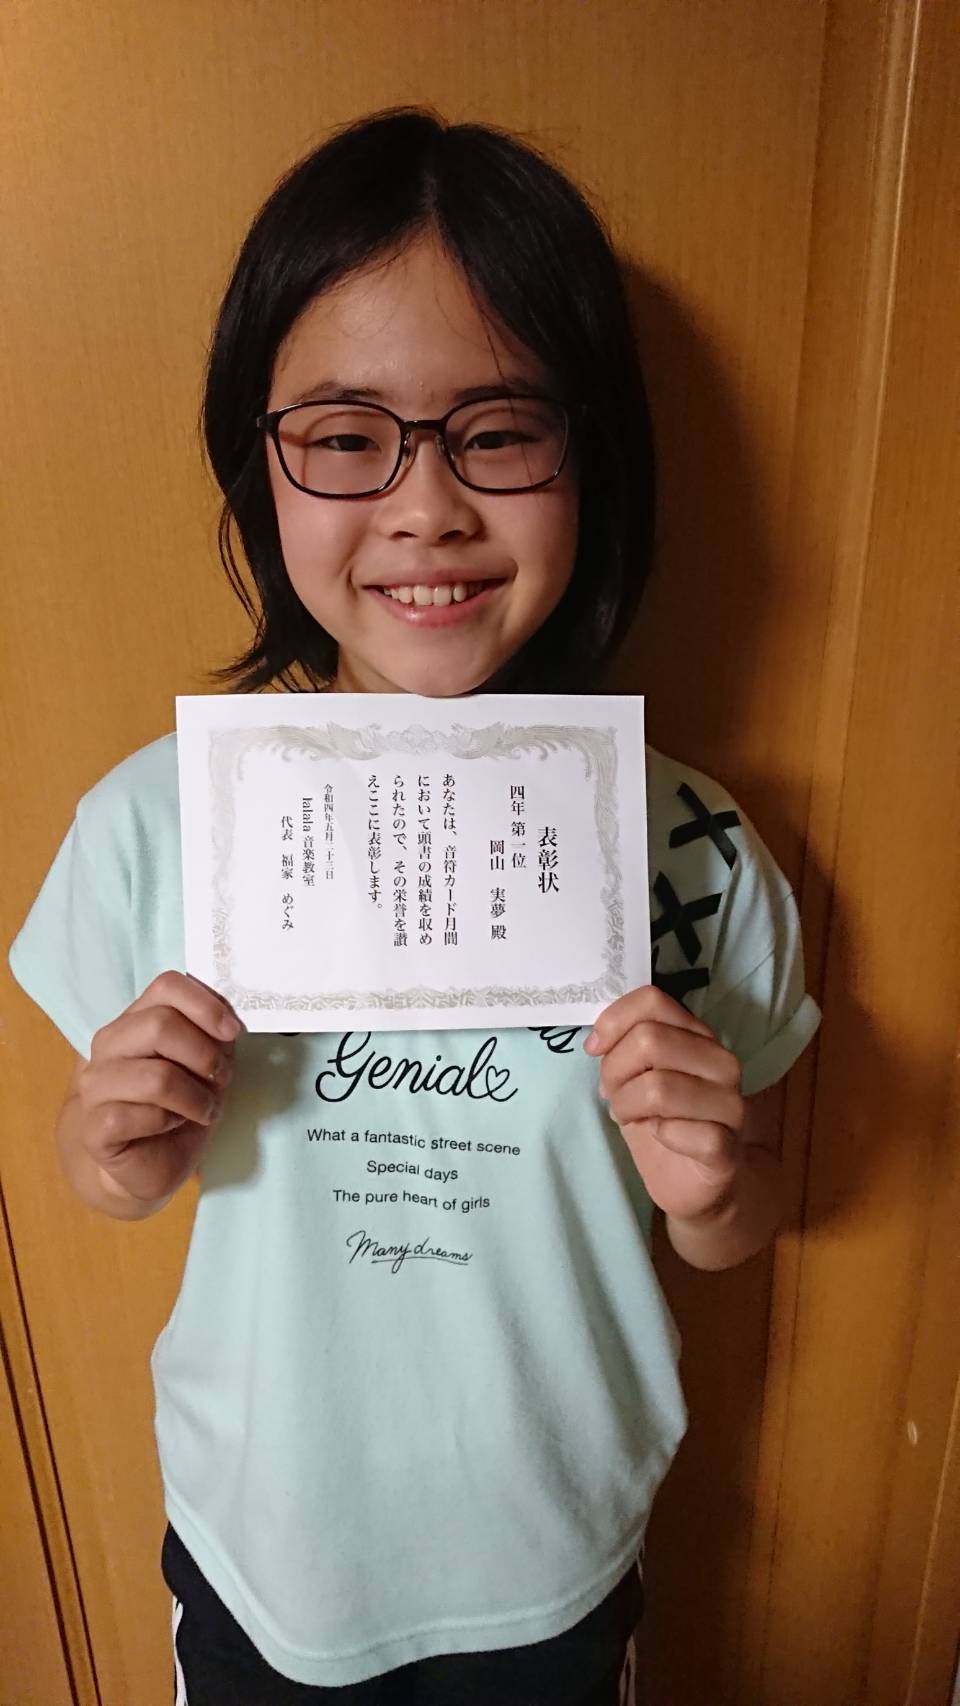 表彰状
四年 第一位
岡山 実夢 殿
あなたは、音符カード月間
において頭書の成績を収め
られたので、その栄誉を讃
えここに表彰します。
令和四年五月二十三日
lalala 音楽教室
代表 福家 めぐみ
Genial
What a fantastic street scene
Special days
The pure heart of girls
Many dreams